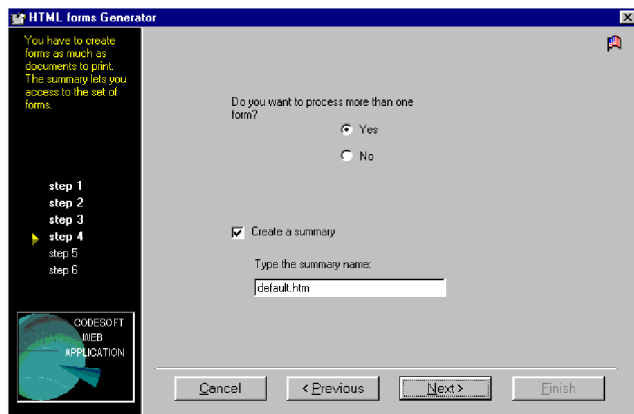 HTML forms Generator
You have to create
forms as much as
documents to print.
The summary lets you
access to the set of
forms.
Do you want to process more than one
form?
Yes
No
step 1
step 2
step 3
step 4
step 5
step 6
Create a summary
Type the summary name:
default.htm
CODESOFT
WEB
APPLICATION
Cancel
< Previous
Next >
Finish